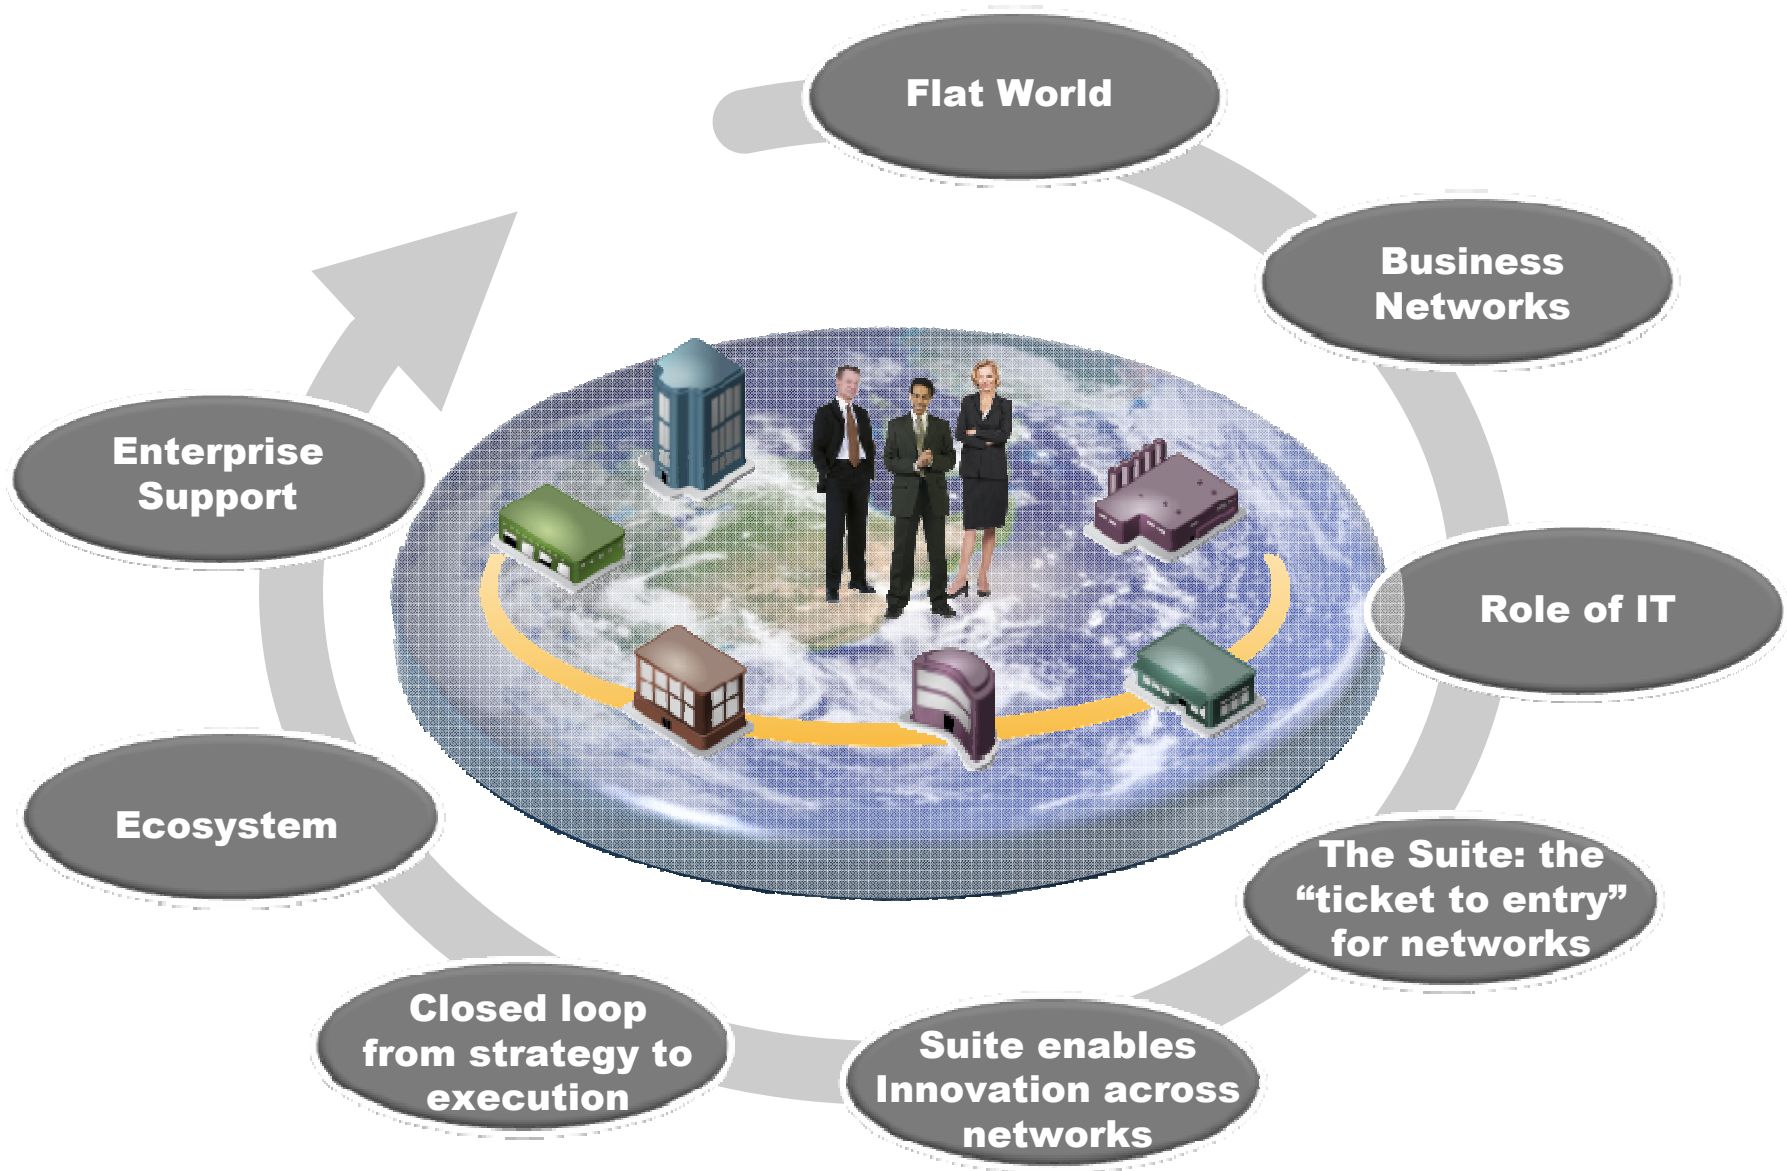 Flat World
Business
Networks
Role of IT
The Suite: the
“ticket to entry”
for networks
Suite enables
Innovation across
networks
Closed loop
from strategy to
execution
Ecosystem
Enterprise
Support